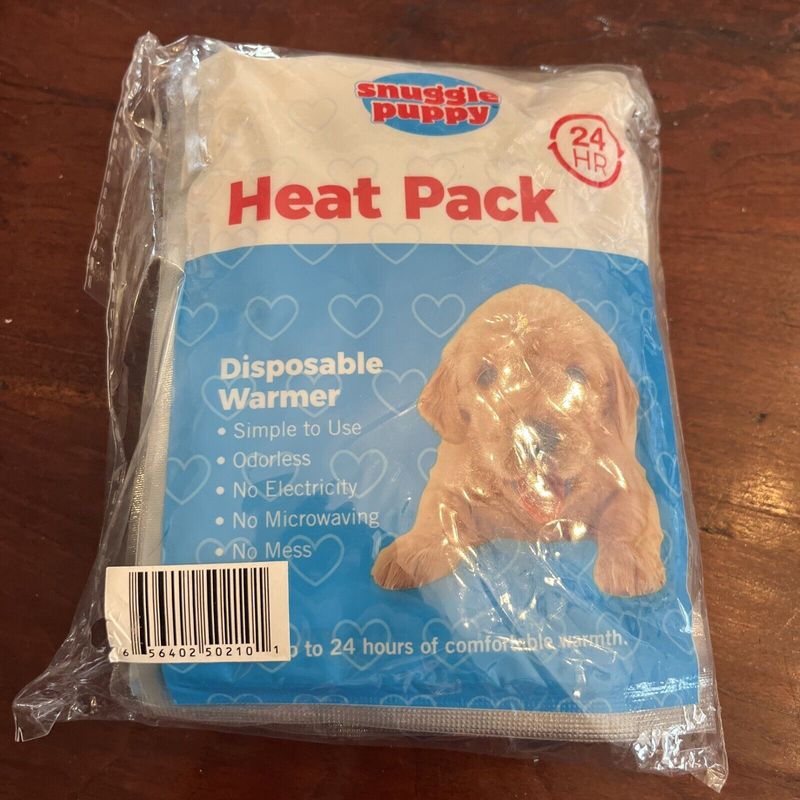 snuggle
puppy
24
HR
Heat Pack
Disposable
Warmer
• Simple to Use
• Odorless
• No Electricity
• No Microwaving
• No Mess
to 24 hours of comfortable warmth.
6 56402 50210 1